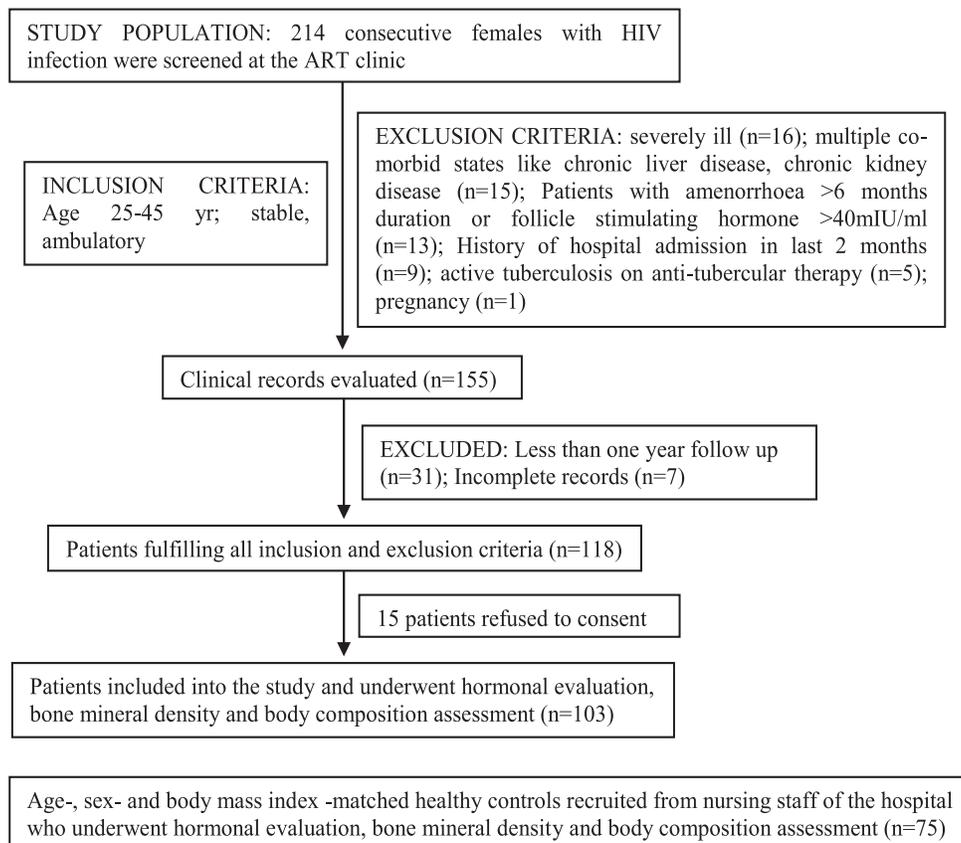 STUDY POPULATION: 214 consecutive females with HIV
infection were screened at the ART clinic
EXCLUSION CRITERIA: severely ill (n=16); multiple co-
morbid states like chronic liver disease, chronic kidney
disease (n=15); Patients with amenorrhoea >6 months
duration or follicle stimulating hormone >40mIU/ml
(n=13); History of hospital admission in last 2 months
(n=9); active tuberculosis on anti-tubercular therapy (n=5);
pregnancy (n=1)
INCLUSION CRITERIA:
Age 25-45 yr; stable,
ambulatory
Clinical records evaluated (n=155)
EXCLUDED: Less than one year follow up
(n=31); Incomplete records (n=7)
Patients fulfilling all inclusion and exclusion criteria (n=118)
15 patients refused to consent
Patients included into the study and underwent hormonal evaluation,
bone mineral density and body composition assessment (n=103)
Age-, sex- and body mass index -matched healthy controls recruited from nursing staff of the hospital
who underwent hormonal evaluation, bone mineral density and body composition assessment (n=75)